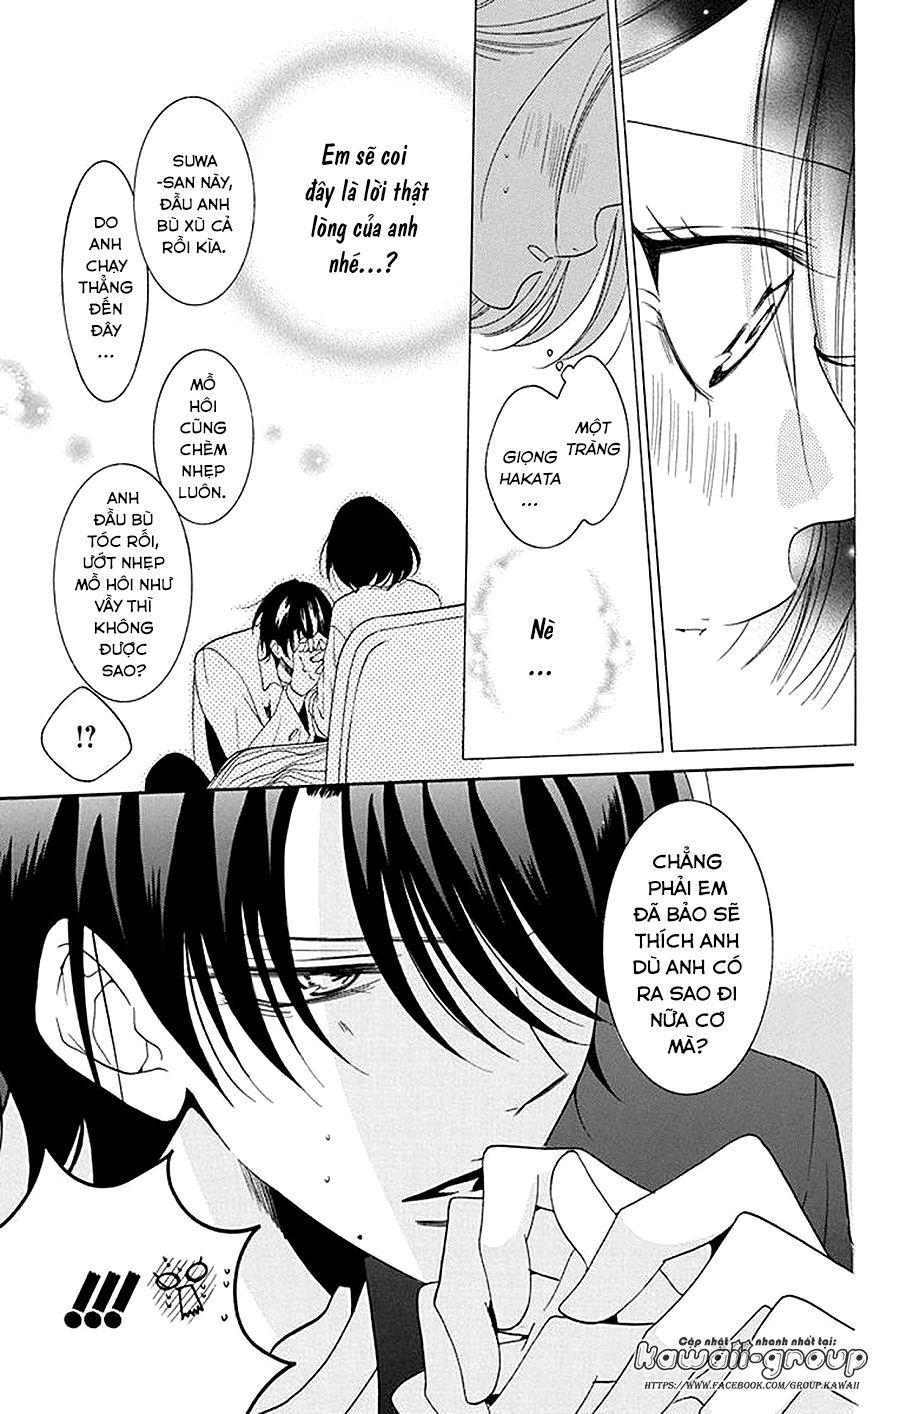 MỘT
TRÀNG
GIỌNG
HAKATA
...
Nè
...
Em sẽ coi
đây là lời thật
lòng của anh
nhé...?
SUWA
-SAN NÀY,
ĐẦU ANH
BÙ XÙ CẢ
RỒI KÌA.
DO
ANH
CHẠY
THẲNG
ĐẾN
ĐÂY
...
MỒ
HÔI
CŨNG
CHÈM
NHẸP
LUÔN.
ANH
ĐẦU BÙ
TÓC RỐI,
ƯỚT NHẸP
MỒ HÔI NHƯ
VẦY THÌ
KHÔNG
ĐƯỢC
SAO?
!?
CHẲNG
PHẢI EM
ĐÃ BẢO SẼ
THÍCH ANH
DÙ ANH CÓ
RA SAO ĐI
NỮA CƠ
MÀ?
!!!
Cập nhật nhanh nhất tại:
kawaii-group
HTTPS://WWW.FACEBOOK.COM/GROUP.KAWAII